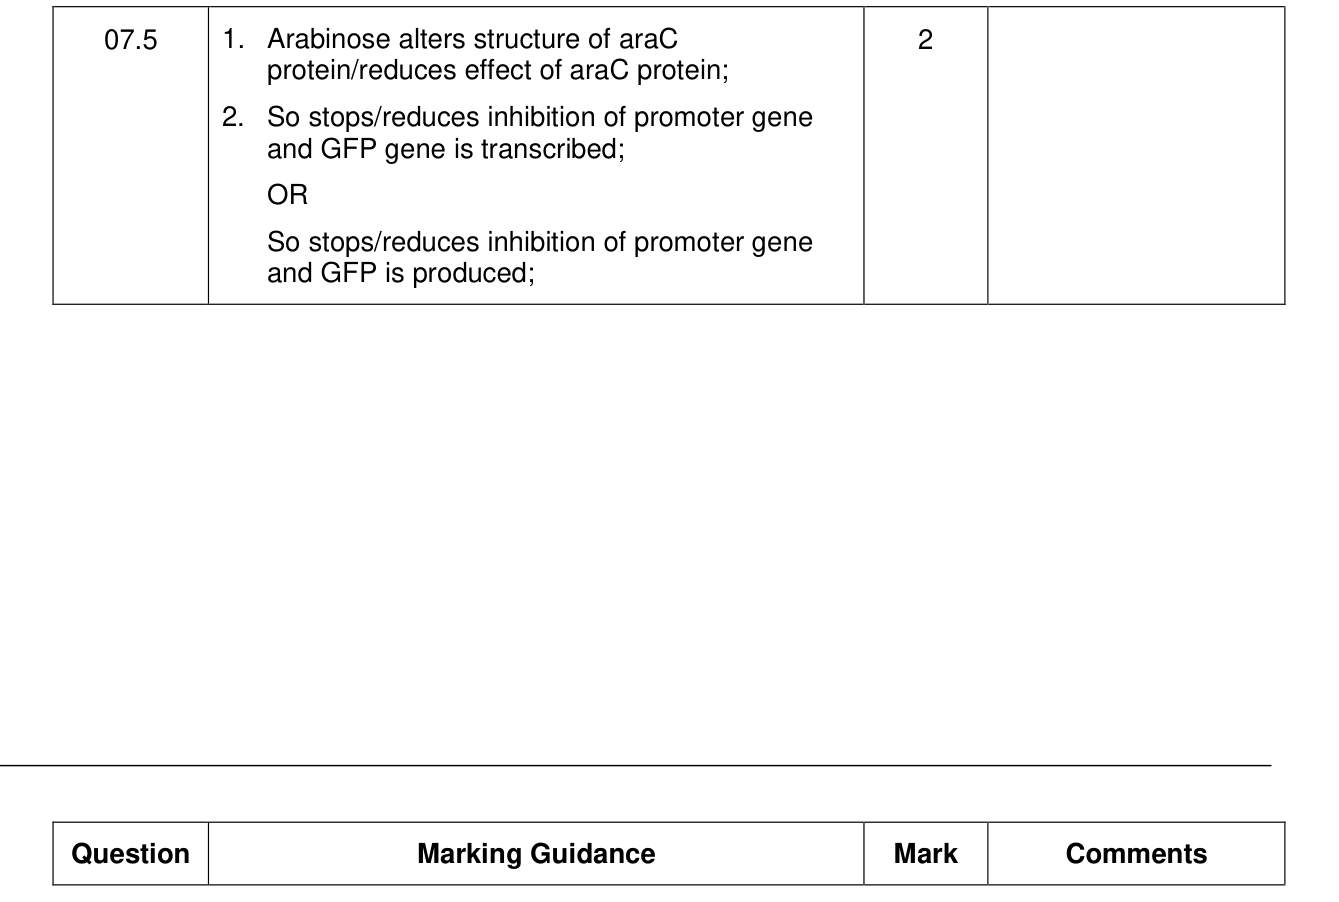 07.5
1. Arabinose alters structure of araC
protein/reduces effect of araC protein;
2. So stops/reduces inhibition of promoter gene
and GFP gene is transcribed;
OR
So stops/reduces inhibition of promoter gene
and GFP is produced;
2
Question Marking Guidance Mark Comments